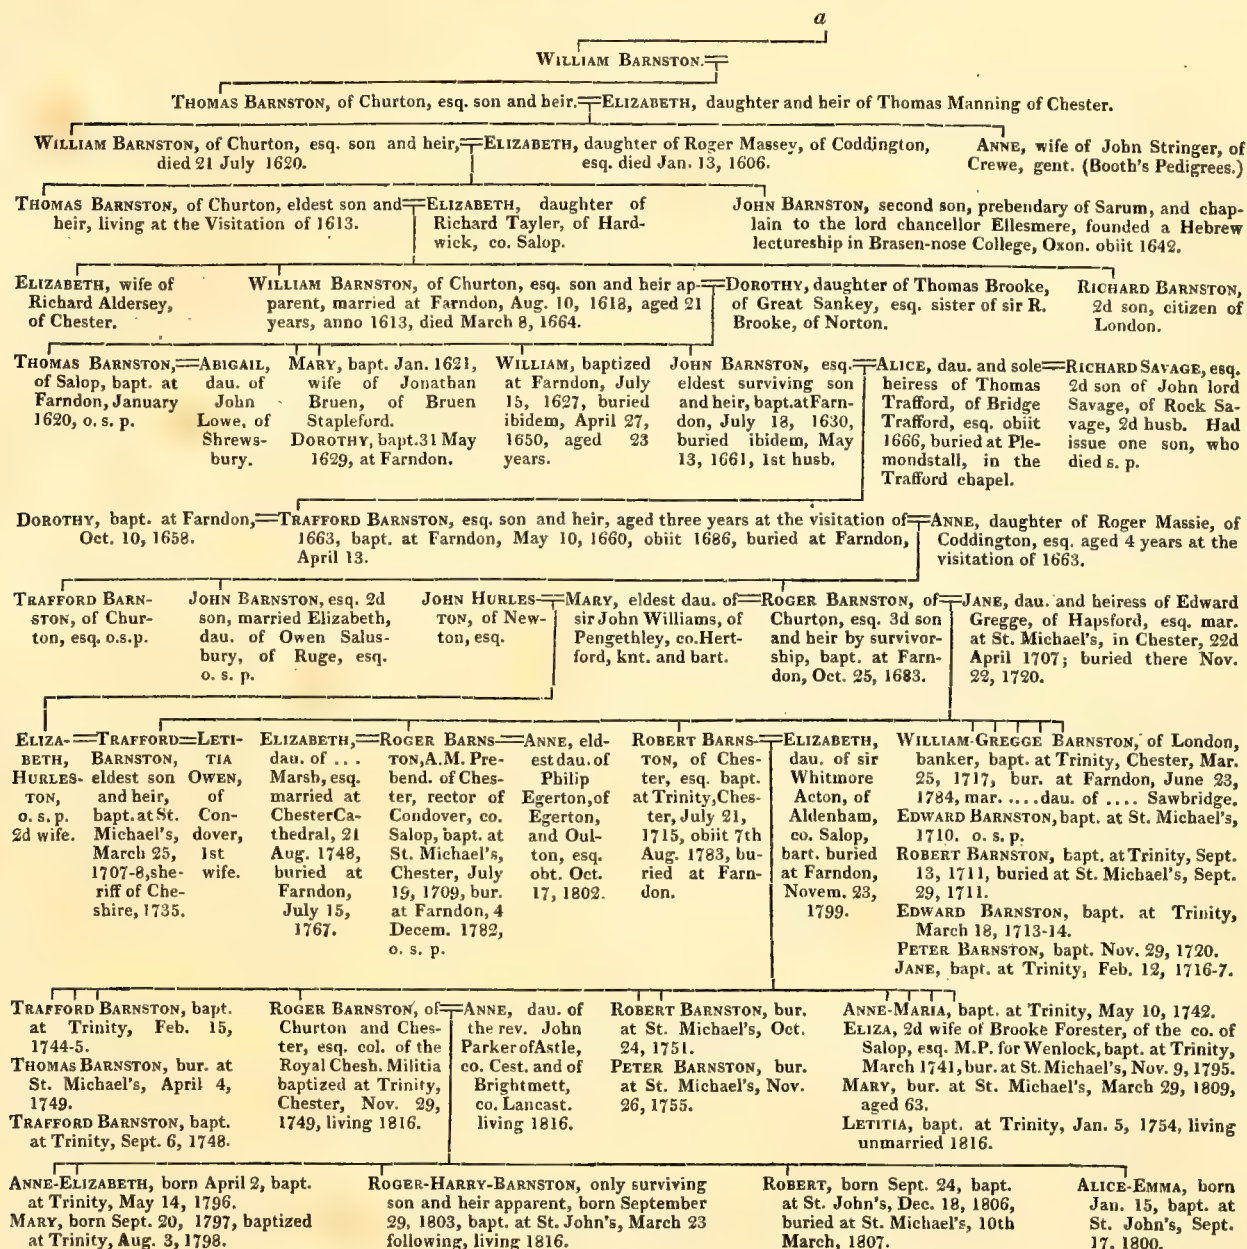 a
WILLIAM BARNSTON.
THOMAS BARNSTON, of Churton, esq. son and heir. ELIZABETH, daughter and heir of Thomas Manning of Chester.
WILLIAM BARNSTON, of Churton, esq. son and heir,
died 21 July 1620.
ELIZABETH, daughter of Roger Massey, of Coddington,
esq. died Jan. 13, 1606.
ANNE, wife of John Stringer, of
Crewe, gent. (Booth's Pedigrees.)
THOMAS BARNSTON, of Churton, eldest son and
heir, living at the Visitation of 1613.
ELIZABETH, daughter of
Richard Tayler, of Hard-
wick, co. Salop.
JOHN BARNSTON, second son, prebendary of Sarum, and chap-
lain to the lord chancellor Ellesmere, founded a Hebrew
lectureship in Brasen-nose College, Oxon. obiit 1642.
ELIZABETH, wife of
Richard Aldersey,
of Chester.
WILLIAM BARNSTON, of Churton, esq. son and heir ap-
parent, married at Farndon, Aug. 10, 1618, aged 21
years, anno 1613, died March 8, 1664.
DOROTHY, daughter of Thomas Brooke,
of Great Sankey, esq. sister of sir R.
Brooke, of Norton.
RICHARD BARNSTON,
2d son, citizen of
London.
THOMAS BARNSTON,
of Salop, bapt. at
Farndon, January
1620, o. s. p.
ABIGAIL,
dau. of
John
Lowe, of
Shrews-
bury.
MARY, bapt. Jan. 1621,
wife of Jonathan
Bruen, of Bruen
Stapleford.
DOROTHY, bapt. 31 May
1629, at Farndon.
WILLIAM, baptized
at Farndon, July
15, 1627, buried
ibidem, April 27,
1650, aged 23
years.
JOHN BARNSTON, esq.
eldest surviving son
and heir, bapt. at Farn-
don, July 18, 1630,
buried ibidem, May
13, 1661, 1st husb.
ALICE, dau. and sole
heiress of Thomas
Trafford, of Bridge
Trafford, esq. obiit
1666, buried at Ple-
mondstall, in the
Trafford chapel.
RICHARD SAVAGE, esq.
2d son of John lord
Savage, of Rock Sa-
vage, 2d husb. Had
issue one son, who
died s. p.
DOROTHY, bapt. at Farndon,
Oct. 10, 1658.
TRAFFORD BARNSTON, esq. son and heir, aged three years at the visitation of
1663, bapt. at Farndon, May 10, 1660, obiit 1686, buried at Farndon,
April 13.
ANNE, daughter of Roger Massie, of
Coddington, esq. aged 4 years at the
visitation of 1663.
TRAFFORD BARN-
STON, of Chur-
ton, esq. o.s.p.
JOHN BARNSTON, esq. 2d
son, married Elizabeth,
dau. of Owen Salus-
bury, of Ruge, esq.
o. s. p.
JOHN HURLES-
TON, of New-
ton, esq.
MARY, eldest dau. of
sir John Williams, of
Pengethley, co. Hert-
ford, knt. and bart.
ROGER BARNSTON, of
Churton, esq. 3d son
and heir by survivor-
ship, bapt. at Farn-
don, Oct. 25, 1683.
JANE, dau. and heiress of Edward
Gregge, of Hapsford, esq. mar.
at St. Michael's, in Chester, 22d
April 1707; buried there Nov.
22, 1720.
ELIZA-
BETH,
HURLES-
TON,
o. s. p.
2d wife.
TRAFFORD
BARNSTON,
eldest son
and heir,
bapt. at St.
Michael's,
March 25,
1707-8, she-
riff of Che-
shire, 1735.
LETI-
TIA
OWEN,
of
Con-
dover,
1st
wife.
ELIZABETH,
dau. of ...
Marsh, esq.
married at
Chester Ca-
thedral, 21
Aug. 1748,
buried at
Farndon,
July 15,
1767.
ROGER BARNS-
TON, A.M. Pre-
bend. of Ches-
ter, rector of
Condover, co.
Salop, bapt. at
St. Michael's,
Chester, July
19, 1709, bur.
at Farndon, 4
Decem. 1782,
o. s. p.
ANNE, eld-
est dau. of
Philip
Egerton, of
Egerton,
and Oul-
ton, esq.
obt. Oct.
17, 1802.
ROBERT BARNS-
TON, of Ches-
ter, esq. bapt.
at Trinity, Ches-
ter, July 21,
1715, obiit 7th
Aug. 1783, bu-
ried at Farn-
don.
ELIZABETH,
dau. of sir
Whitmore
Acton, of
Aldenham,
co. Salop,
bart. buried
at Farndon,
Novem. 23,
1799.
WILLIAM-GREGGE BARNSTON, of London,
banker, bapt. at Trinity, Chester, Mar.
25, 1717, bur. at Farndon, June 23,
1784, mar. .... dau. of .... Sawbridge.
EDWARD BARNSTON, bapt. at St. Michael's,
1710. o. s. p.
ROBERT BARNSTON, bapt. at Trinity, Sept.
13, 1711, buried at St. Michael's, Sept.
29, 1711.
EDWARD BARNSTON, bapt. at Trinity,
March 18, 1713-14.
PETER BARNSTON, bapt. Nov. 29, 1720.
JANE, bapt. at Trinity, Feb. 12, 1716-7.
TRAFFORD BARNSTON, bapt.
at Trinity, Feb. 15,
1744-5.
THOMAS BARNSTON, bur. at
St. Michael's, April 4,
1749.
TRAFFORD BARNSTON, bapt.
at Trinity, Sept. 6, 1748.
ROGER BARNSTON, of
Churton and Ches-
ter, esq. col. of the
Royal Chesh. Militia
baptized at Trinity,
Chester, Nov. 29,
1749, living 1816.
ANNE, dau. of
the rev. John
Parker of Astle,
co. Cest. and of
Brightmett,
co. Lancast.
living 1816.
ROBERT BARNSTON, bur.
at St. Michael's, Oct.
24, 1751.
PETER BARNSTON, bur.
at St. Michael's, Nov.
26, 1755.
ANNE-MARIA, bapt. at Trinity, May 10, 1742.
ELIZA, 2d wife of Brooke Forester, of the co. of
Salop, esq. M.P. for Wenlock, bapt. at Trinity,
March 1741, bur. at St. Michael's, Nov. 9, 1795.
MARY, bur. at St. Michael's, March 29, 1809,
aged 63.
LETITIA, bapt. at Trinity, Jan. 5, 1754, living
unmarried 1816.
ANNE-ELIZABETH, born April 2, bapt.
at Trinity, May 14, 1796.
MARY, born Sept. 20, 1797, baptized
at Trinity, Aug. 3, 1798.
ROGER-HARRY-BARNSTON, only surviving
son and heir apparent, born September
29, 1803, bapt. at St. John's, March 23
following, living 1816.
ROBERT, born Sept. 24, bapt.
at St. John's, Dec. 18, 1806,
buried at St. Michael's, 10th
March, 1807.
ALICE-EMMA, born
Jan. 15, bapt. at
St. John's, Sept.
17, 1800.